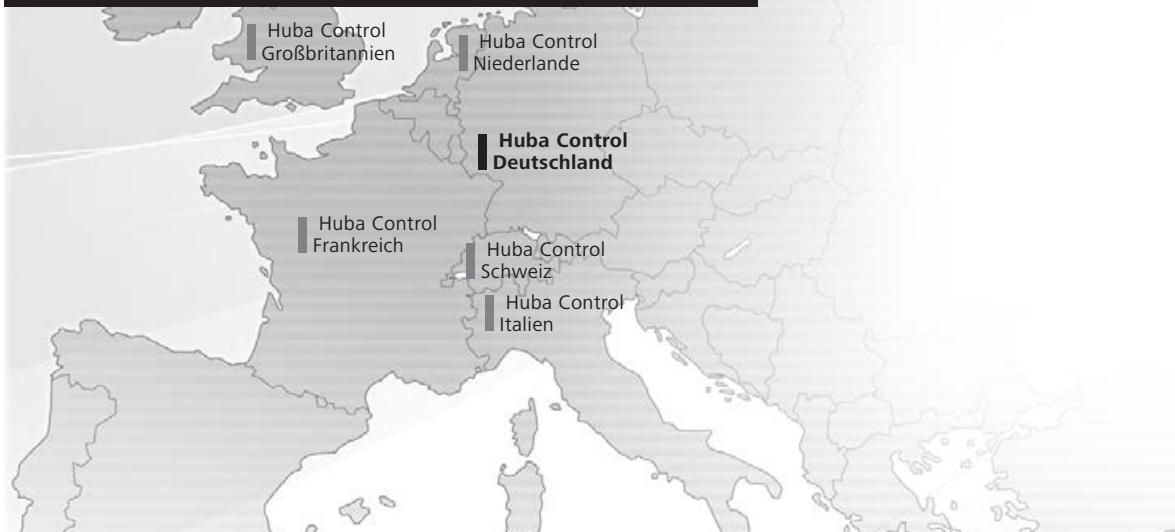 Huba Control
Großbritannien
Huba Control
Niederlande
Huba Control
Deutschland
Huba Control
Frankreich
Huba Control
Schweiz
Huba Control
Italien